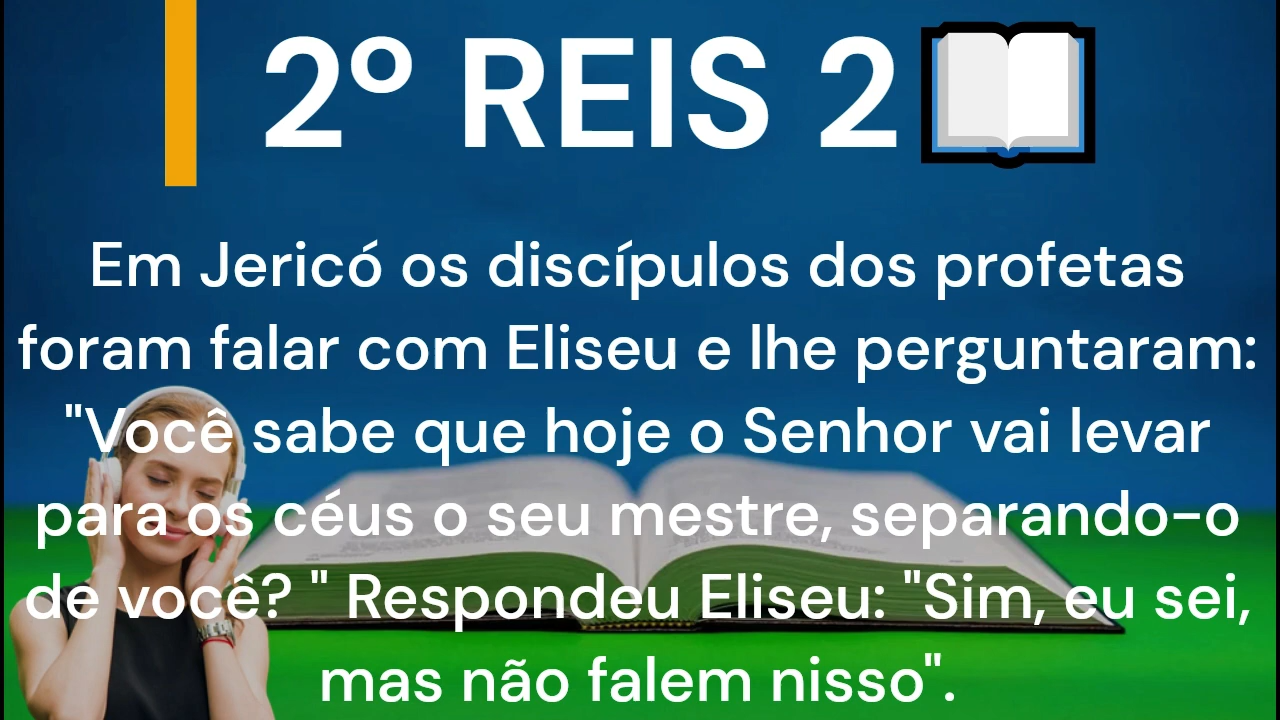 2º REIS 2
Em Jericó os discípulos dos profetas
foram falar com Eliseu e lhe perguntaram:
"Você sabe que hoje o Senhor vai levar
para os céus o seu mestre, separando-o
de você? " Respondeu Eliseu: "Sim, eu sei,
mas não falem nisso".